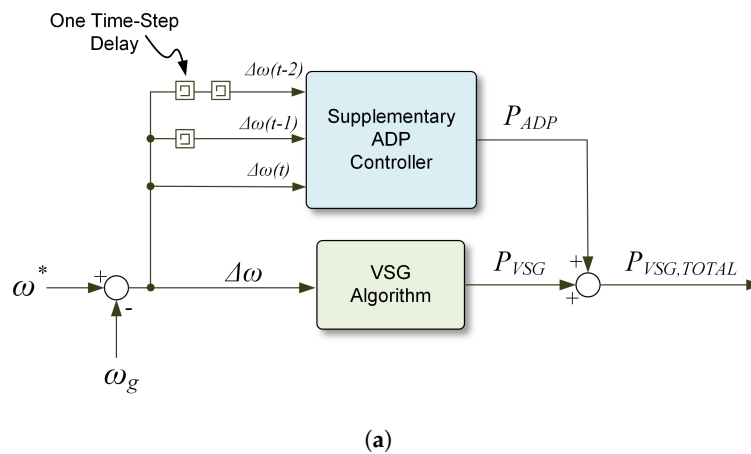 One Time-Step
Delay
Δω(t-2)
Δω(t-1)
Δω(t)
Supplementary
ADP
Controller
P_ADP
ω*
+
-
ω_g
Δω
VSG
Algorithm
P_VSG
+
+
P_VSG,TOTAL
(a)